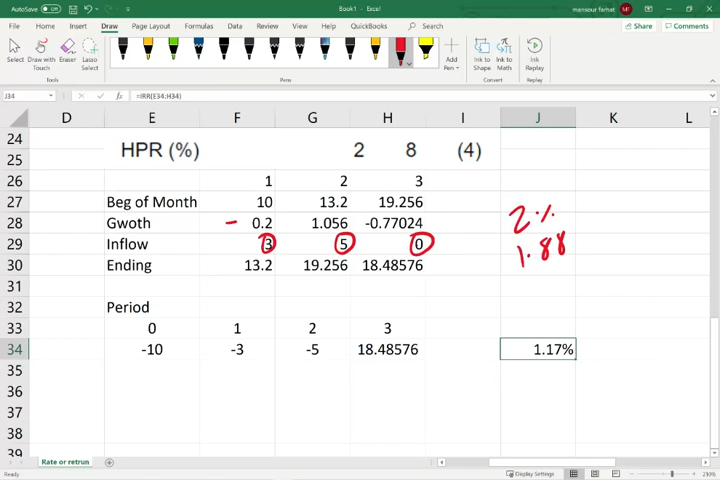 AutoSave Off Book1 - Excel mansour farhat MF
File Home Insert Draw Page Layout Formulas Data Review View Help QuickBooks Search Share Comments
Select Draw with Touch Eraser Lasso Select Add Pen Ink to Shape Ink to Math Ink Replay
Tools Pens Convert Replay
J34 fx =IRR(E34:H34)
D E F G H I J K L
24 HPR (%) 2 8 (4)
25
26 1 2 3
27 Beg of Month 10 13.2 19.256
28 Gwoth - 0.2 1.056 -0.77024 2%
29 Inflow 3 5 0 1.88
30 Ending 13.2 19.256 18.48576
31
32 Period
33 0 1 2 3
34 -10 -3 -5 18.48576 1.17%
35
36
37
38
39
Rate or retrun
Display Settings 230%